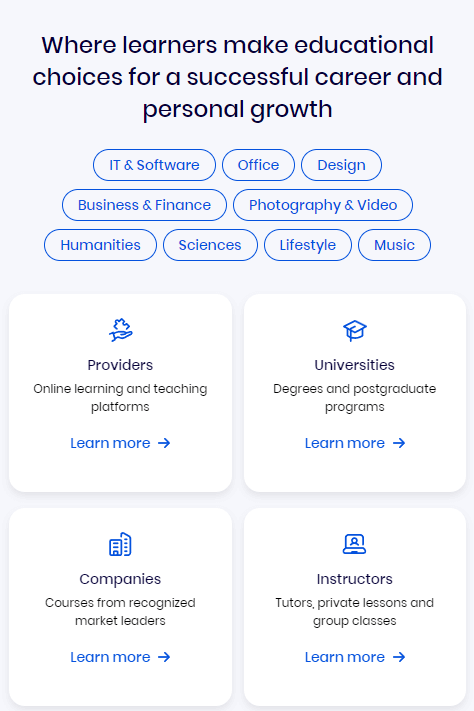 Where learners make educational
choices for a successful career and
personal growth
IT & Software
Office
Design
Business & Finance
Photography & Video
Humanities
Sciences
Lifestyle
Music
Providers
Online learning and teaching
platforms
Learn more
Universities
Degrees and postgraduate
programs
Learn more
Companies
Courses from recognized
market leaders
Learn more
Instructors
Tutors, private lessons and
group classes
Learn more